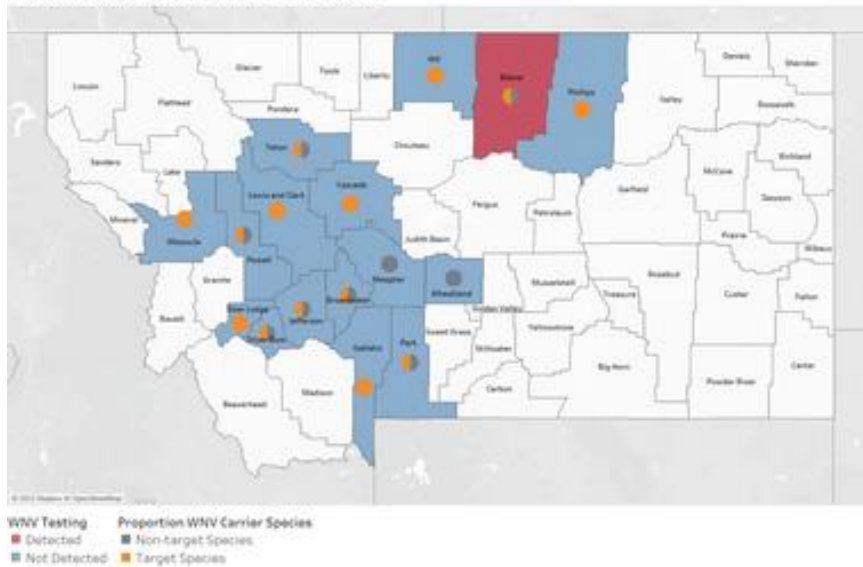 Lincoln
Flathead
Glacier
Toole
Liberty
Hill
Blaine
Phillips
Daniels
Sheridan
Valley
Roosevelt
Pondera
Sanders
Lake
Teton
Chouteau
Richland
McCone
Dawson
Garfield
Mineral
Missoula
Lewis and Clark
Cascade
Fergus
Petroleum
Judith Basin
Prairie
Wibaux
Powell
Granite
Meagher
Wheatland
Musselshell
Rosebud
Custer
Fallon
Golden Valley
Treasure
Ravalli
Deer Lodge
Jefferson
Broadwater
Sweet Grass
Yellowstone
Stillwater
Gallatin
Park
Big Horn
Carter
Madison
Carbon
Powder River
Beaverhead
WNV Testing Proportion WNV Carrier Species
Detected Non-target Species
Not Detected Target Species